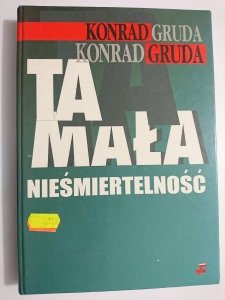 KONRAD GRUDA
KONRAD GRUDA
TA
MAŁA
NIEŚMIERTELNOŚĆ